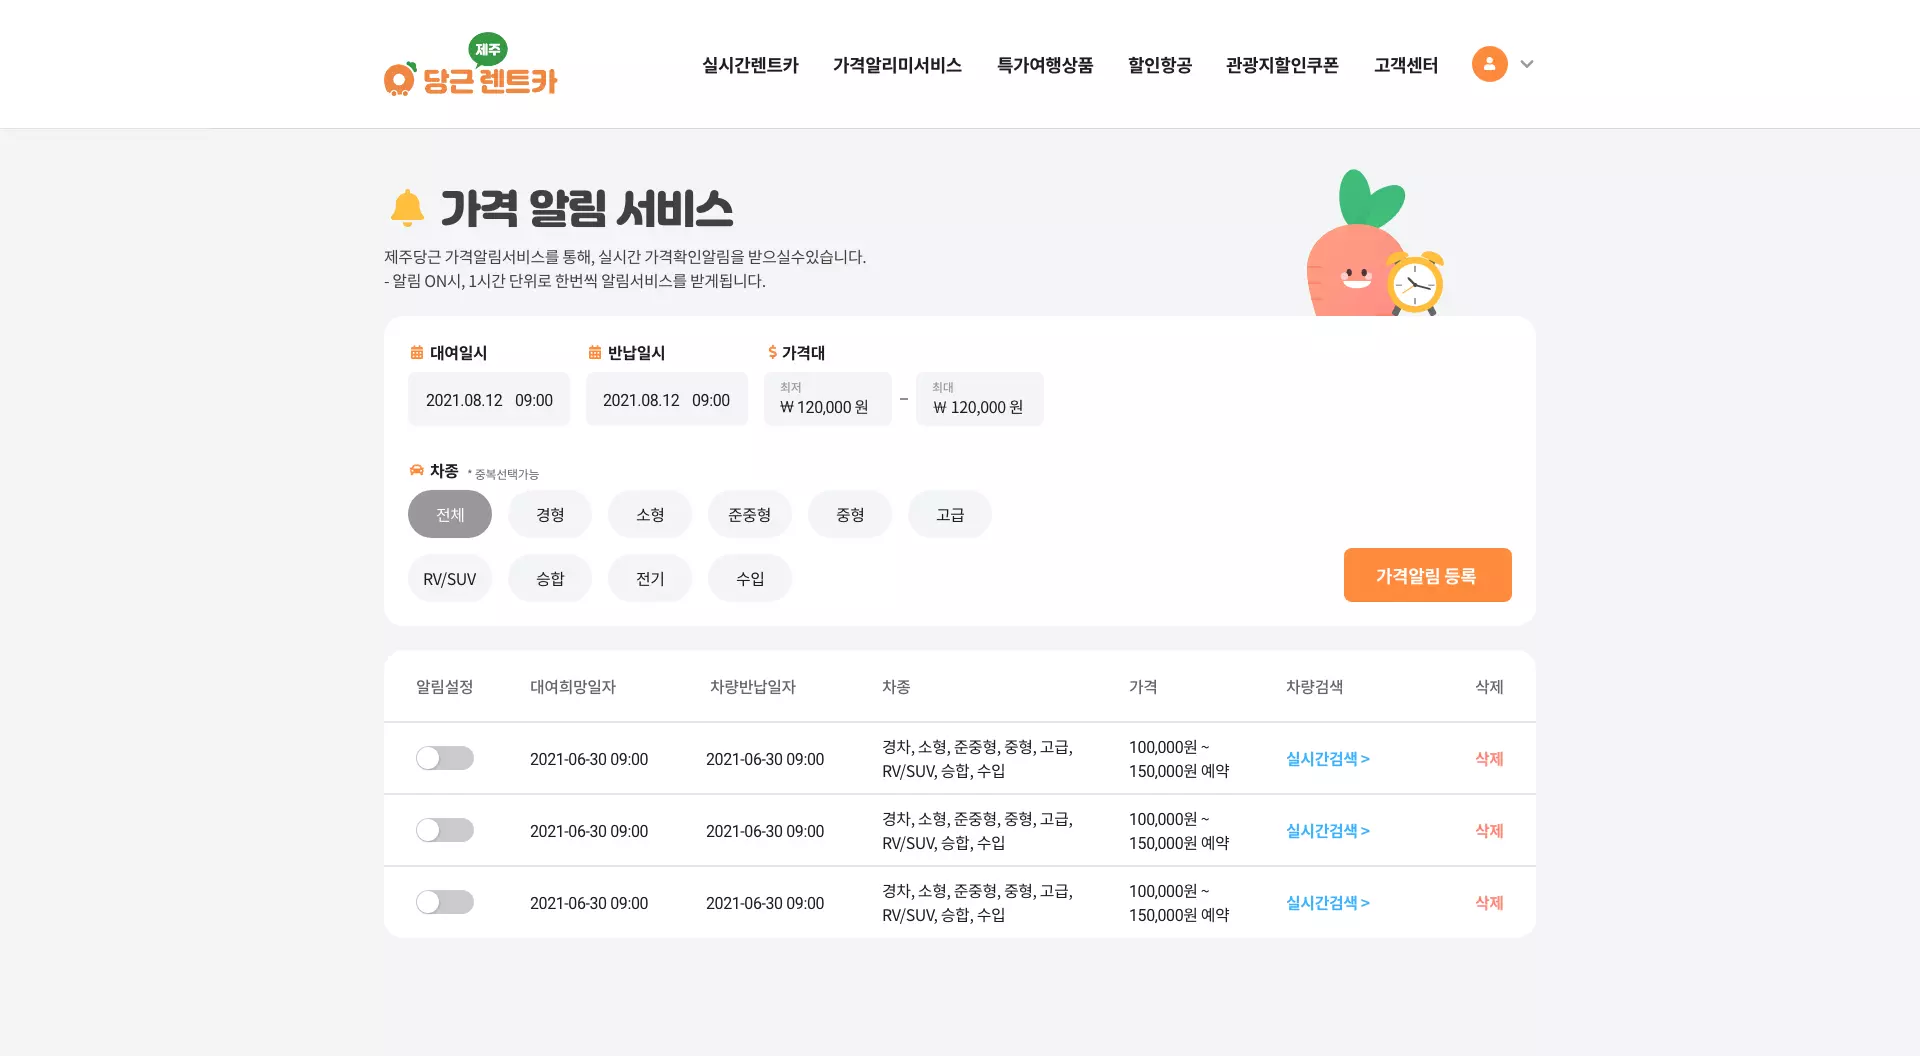 제주
당근 렌트카
실시간렌트카 가격알리미서비스 특가여행상품 할인항공 관광지할인쿠폰 고객센터
가격 알림 서비스
제주당근 가격알림서비스를 통해, 실시간 가격확인알림을 받으실수있습니다.
- 알림 ON시, 1시간 단위로 한번씩 알림서비스를 받게됩니다.
대여일시 반납일시 $ 가격대
최저 최대
2021.08.12 09:00 2021.08.12 09:00 ₩ 120,000 원 – ₩ 120,000 원
차종 * 중복선택가능
전체 경형 소형 준중형 중형 고급
RV/SUV 승합 전기 수입
가격알림 등록
알림설정 대여희망일자 차량반납일자 차종 가격 차량검색 삭제
2021-06-30 09:00 2021-06-30 09:00 경차, 소형, 준중형, 중형, 고급, 100,000원 ~ 실시간검색 > 삭제
RV/SUV, 승합, 수입 150,000원 예약
2021-06-30 09:00 2021-06-30 09:00 경차, 소형, 준중형, 중형, 고급, 100,000원 ~ 실시간검색 > 삭제
RV/SUV, 승합, 수입 150,000원 예약
2021-06-30 09:00 2021-06-30 09:00 경차, 소형, 준중형, 중형, 고급, 100,000원 ~ 실시간검색 > 삭제
RV/SUV, 승합, 수입 150,000원 예약